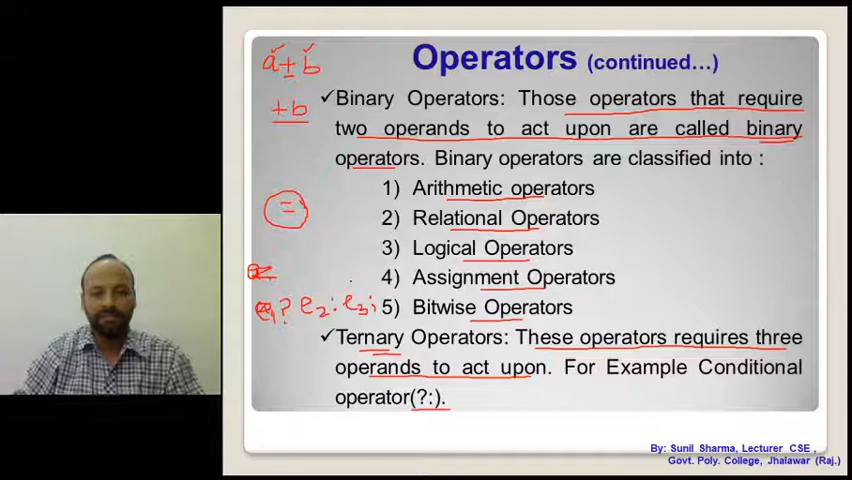 Operators (continued...)
a + b
✓Binary Operators: Those operators that require
+b
two operands to act upon are called binary
operators. Binary operators are classified into :
1) Arithmetic operators
=
2) Relational Operators
3) Logical Operators
4) Assignment Operators
e1? e2 : e3;
5) Bitwise Operators
✓Ternary Operators: These operators requires three
operands to act upon. For Example Conditional
operator(?:).
By: Sunil Sharma, Lecturer CSE ,
Govt. Poly. College, Jhalawar (Raj.)